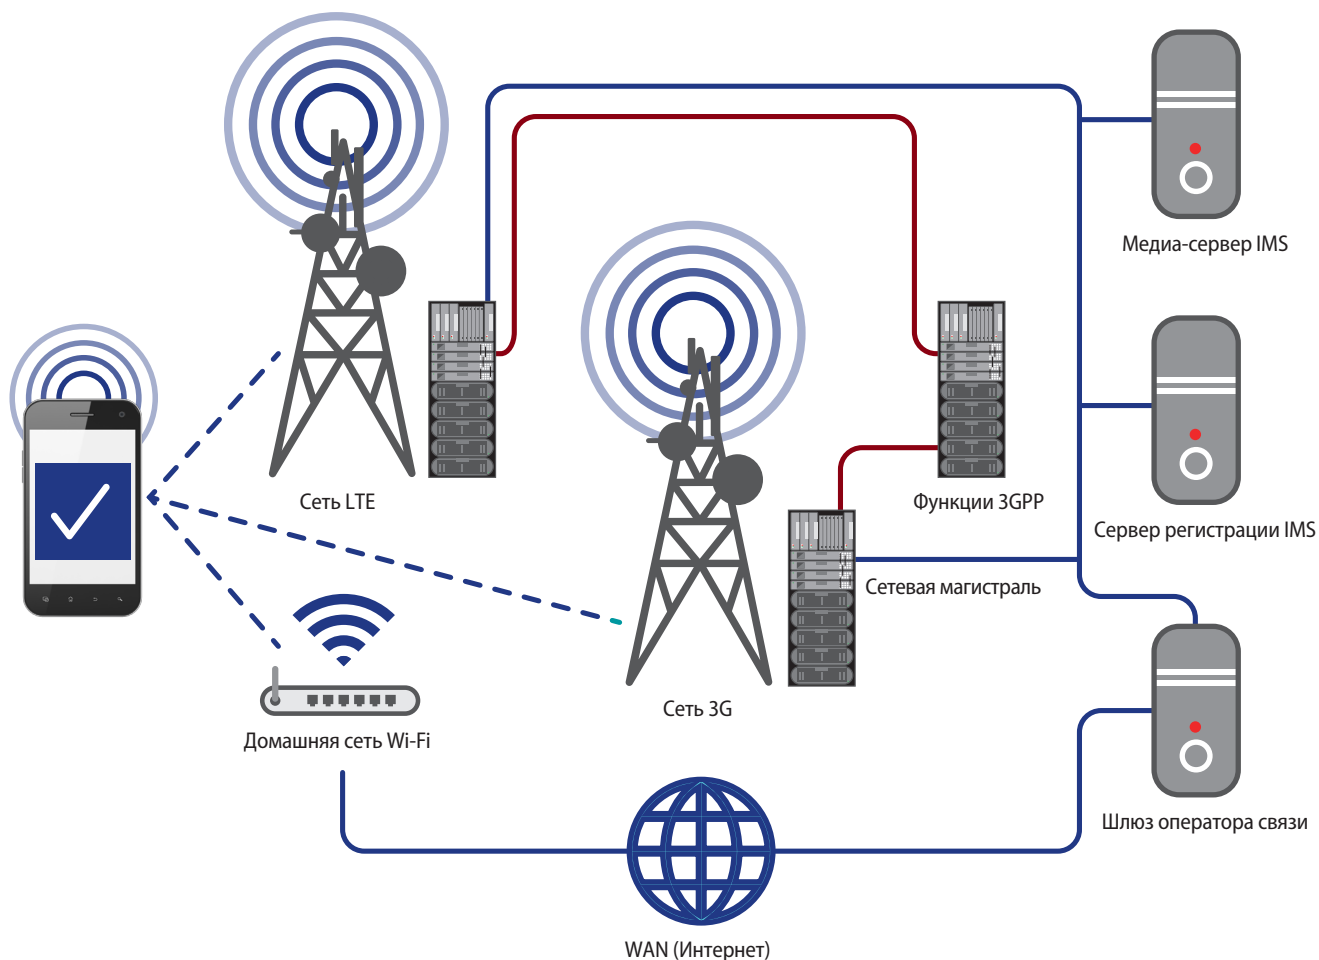 Медиа-сервер IMS
Сеть LTE
Функции 3GPP
Сервер регистрации IMS
Сетевая магистраль
Сеть 3G
Домашняя сеть Wi-Fi
Шлюз оператора связи
WAN (Интернет)